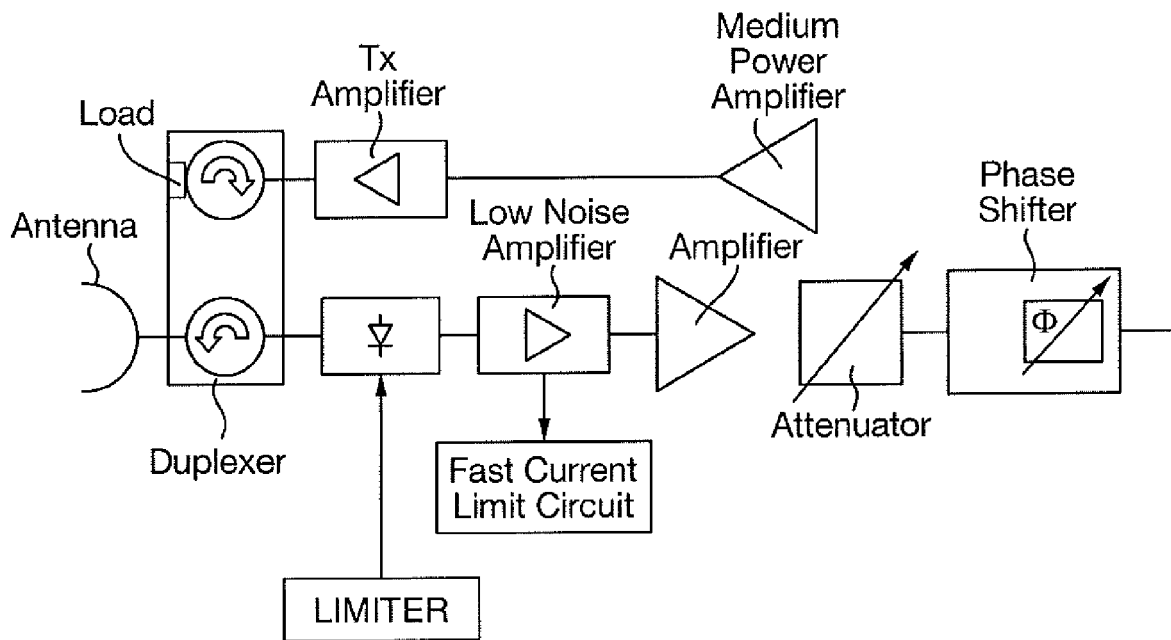 Medium
Power
Amplifier
Tx
Amplifier
Load
Phase
Shifter
Low Noise
Amplifier
Amplifier
Antenna
Φ
Attenuator
Duplexer
Fast Current
Limit Circuit
LIMITER